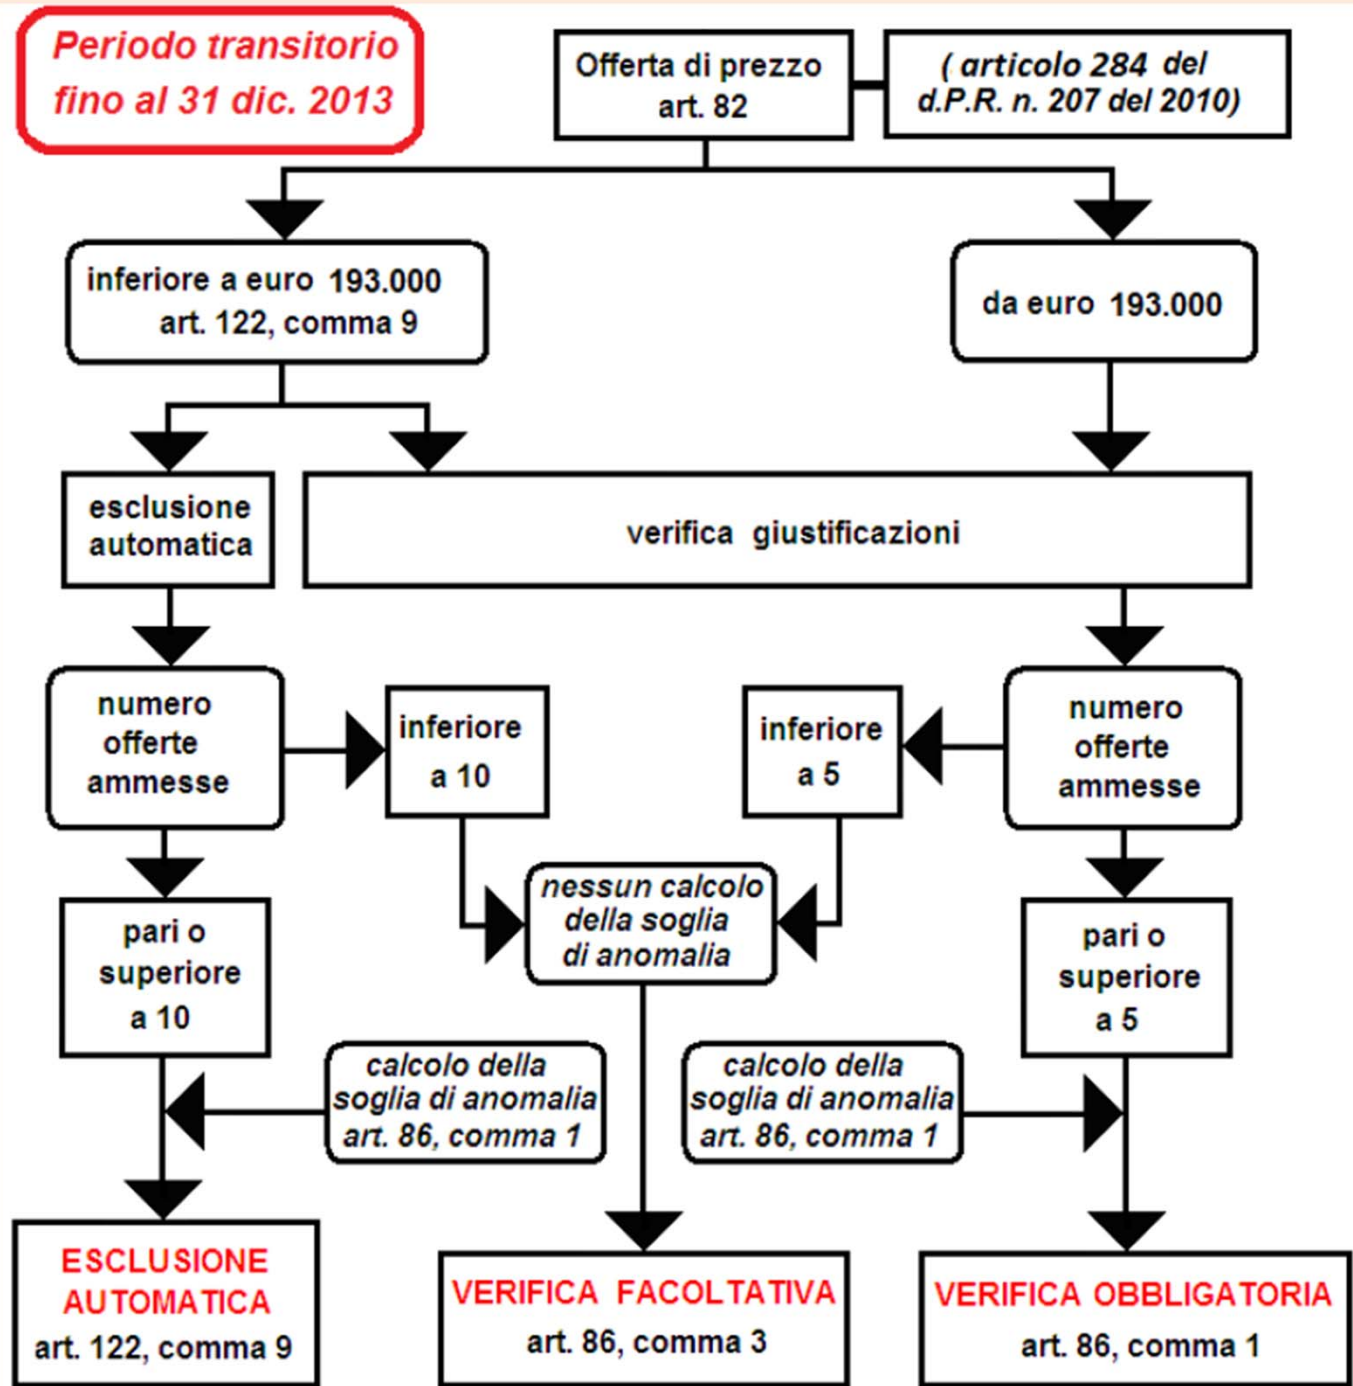 Periodo transitorio
fino al 31 dic. 2013
Offerta di prezzo
art. 82
( articolo 284 del
d.P.R. n. 207 del 2010)
inferiore a euro 193.000
art. 122, comma 9
da euro 193.000
esclusione
automatica
verifica giustificazioni
numero
offerte
ammesse
inferiore
a 10
inferiore
a 5
numero
offerte
ammesse
nessun calcolo
della soglia
di anomalia
pari o
superiore
a 10
pari o
superiore
a 5
calcolo della
soglia di anomalia
art. 86, comma 1
calcolo della
soglia di anomalia
art. 86, comma 1
ESCLUSIONE
AUTOMATICA
art. 122, comma 9
VERIFICA FACOLTATIVA
art. 86, comma 3
VERIFICA OBBLIGATORIA
art. 86, comma 1